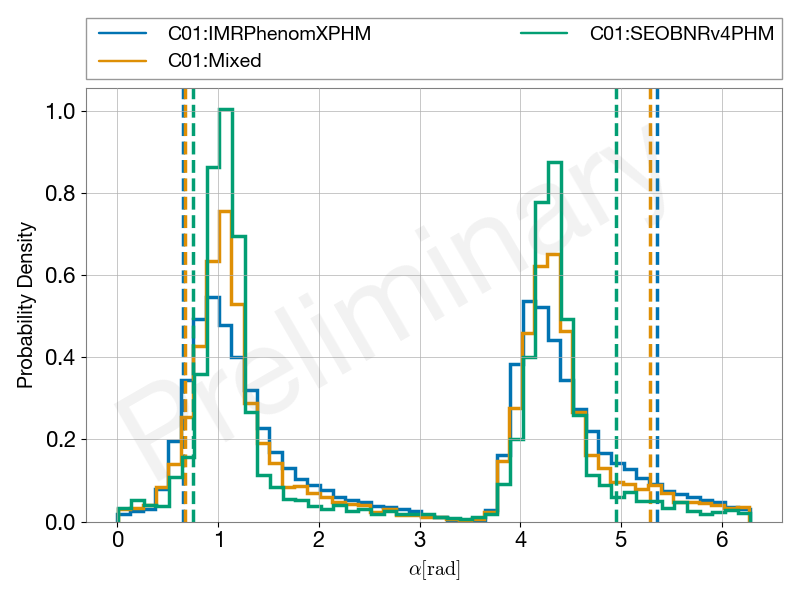 C01:IMRPhenomXPHM
C01:Mixed
C01:SEOBNRv4PHM
Preliminary
Probability Density
1.0
0.8
0.6
0.4
0.2
0.0
0 1 2 3 4 5 6
α[rad]